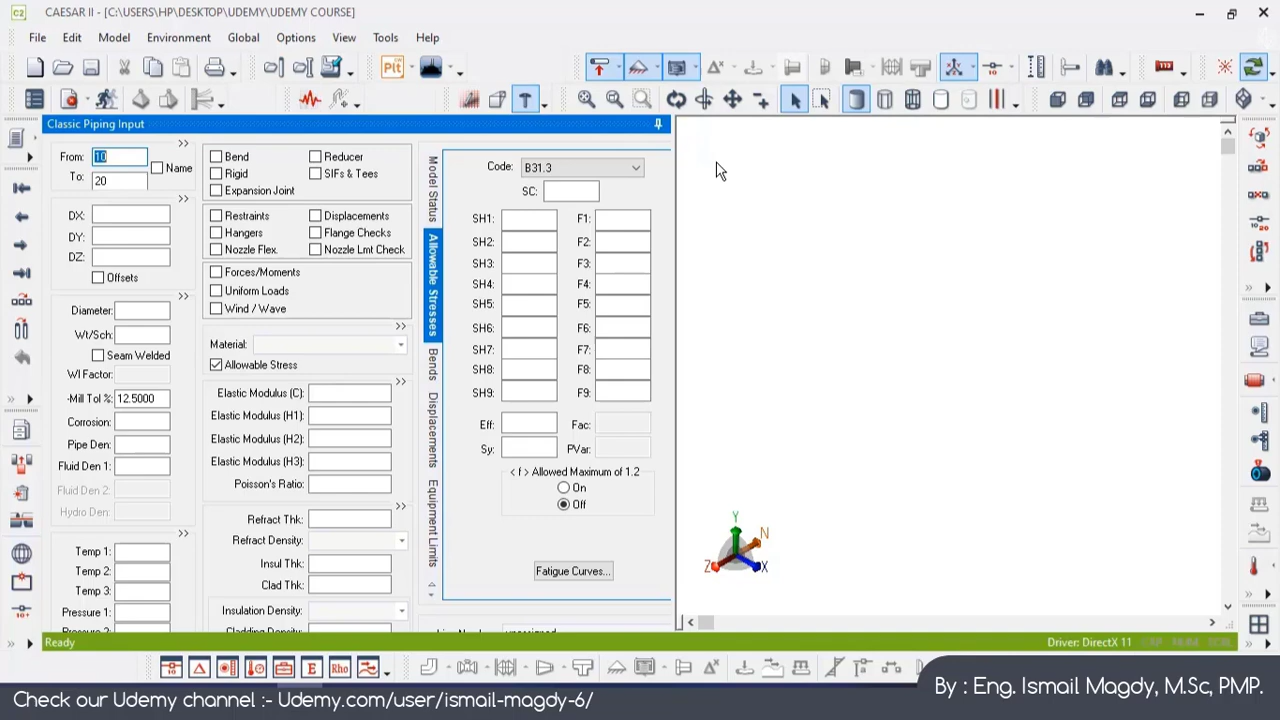 C2 CAESAR II - [C:\USERS\HP\DESKTOP\UDEMY\UDEMY COURSE]
File Edit Model Environment Global Options View Tools Help
Plt
Classic Piping Input
From: 10
Name
To: 20
DX:
DY:
DZ:
Offsets
Diameter:
Wt/Sch:
Seam Welded
Wl Factor:
-Mill Tol %: 12.5000
Corrosion:
Pipe Den:
Fluid Den 1:
Fluid Den 2:
Hydro Den:
Temp 1:
Temp 2:
Temp 3:
Pressure 1:
Pressure 2:
Bend Reducer
Rigid SIFs & Tees
Expansion Joint
Restraints Displacements
Hangers Flange Checks
Nozzle Flex. Nozzle Lmt Check
Forces/Moments
Uniform Loads
Wind / Wave
Material:
Allowable Stress
Elastic Modulus (C):
Elastic Modulus (H1):
Elastic Modulus (H2):
Elastic Modulus (H3):
Poisson's Ratio:
Refract Thk:
Refract Density:
Insul Thk:
Clad Thk:
Insulation Density:
Cladding Density:
Model Status
Allowable Stresses
Bends
Displacements
Equipment Limits
Code: B31.3
SC:
SH1: F1:
SH2: F2:
SH3: F3:
SH4: F4:
SH5: F5:
SH6: F6:
SH7: F7:
SH8: F8:
SH9: F9:
Eff: Fac:
Sy: PVar:
< f > Allowed Maximum of 1.2
On
Off
Fatigue Curves...
Y
N
Z
X
Ready
Driver: DirectX 11
E Rho
Check our Udemy channel :- Udemy.com/user/ismail-magdy-6/
By : Eng. Ismail Magdy, M.Sc, PMP.